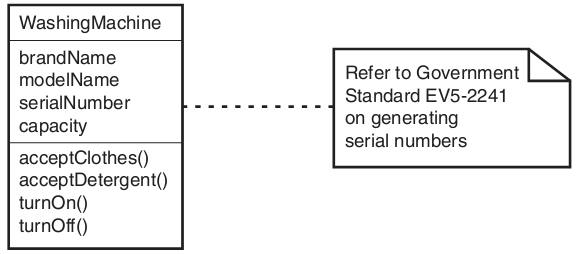 WashingMachine
brandName
modelName
serialNumber
capacity
acceptClothes()
acceptDetergent()
turnOn()
turnOff()
Refer to Government
Standard EV5-2241
on generating
serial numbers